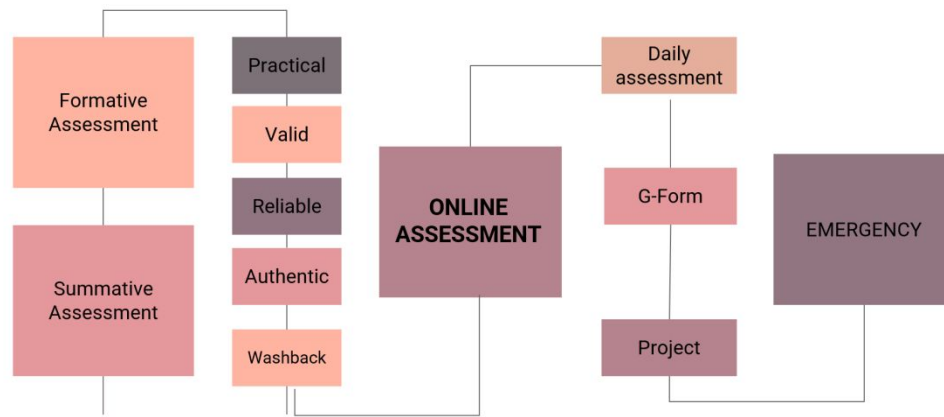 Formative
Assessment
Summative
Assessment
Practical
Valid
Reliable
Authentic
Washback
ONLINE
ASSESSMENT
Daily
assessment
G-Form
Project
EMERGENCY